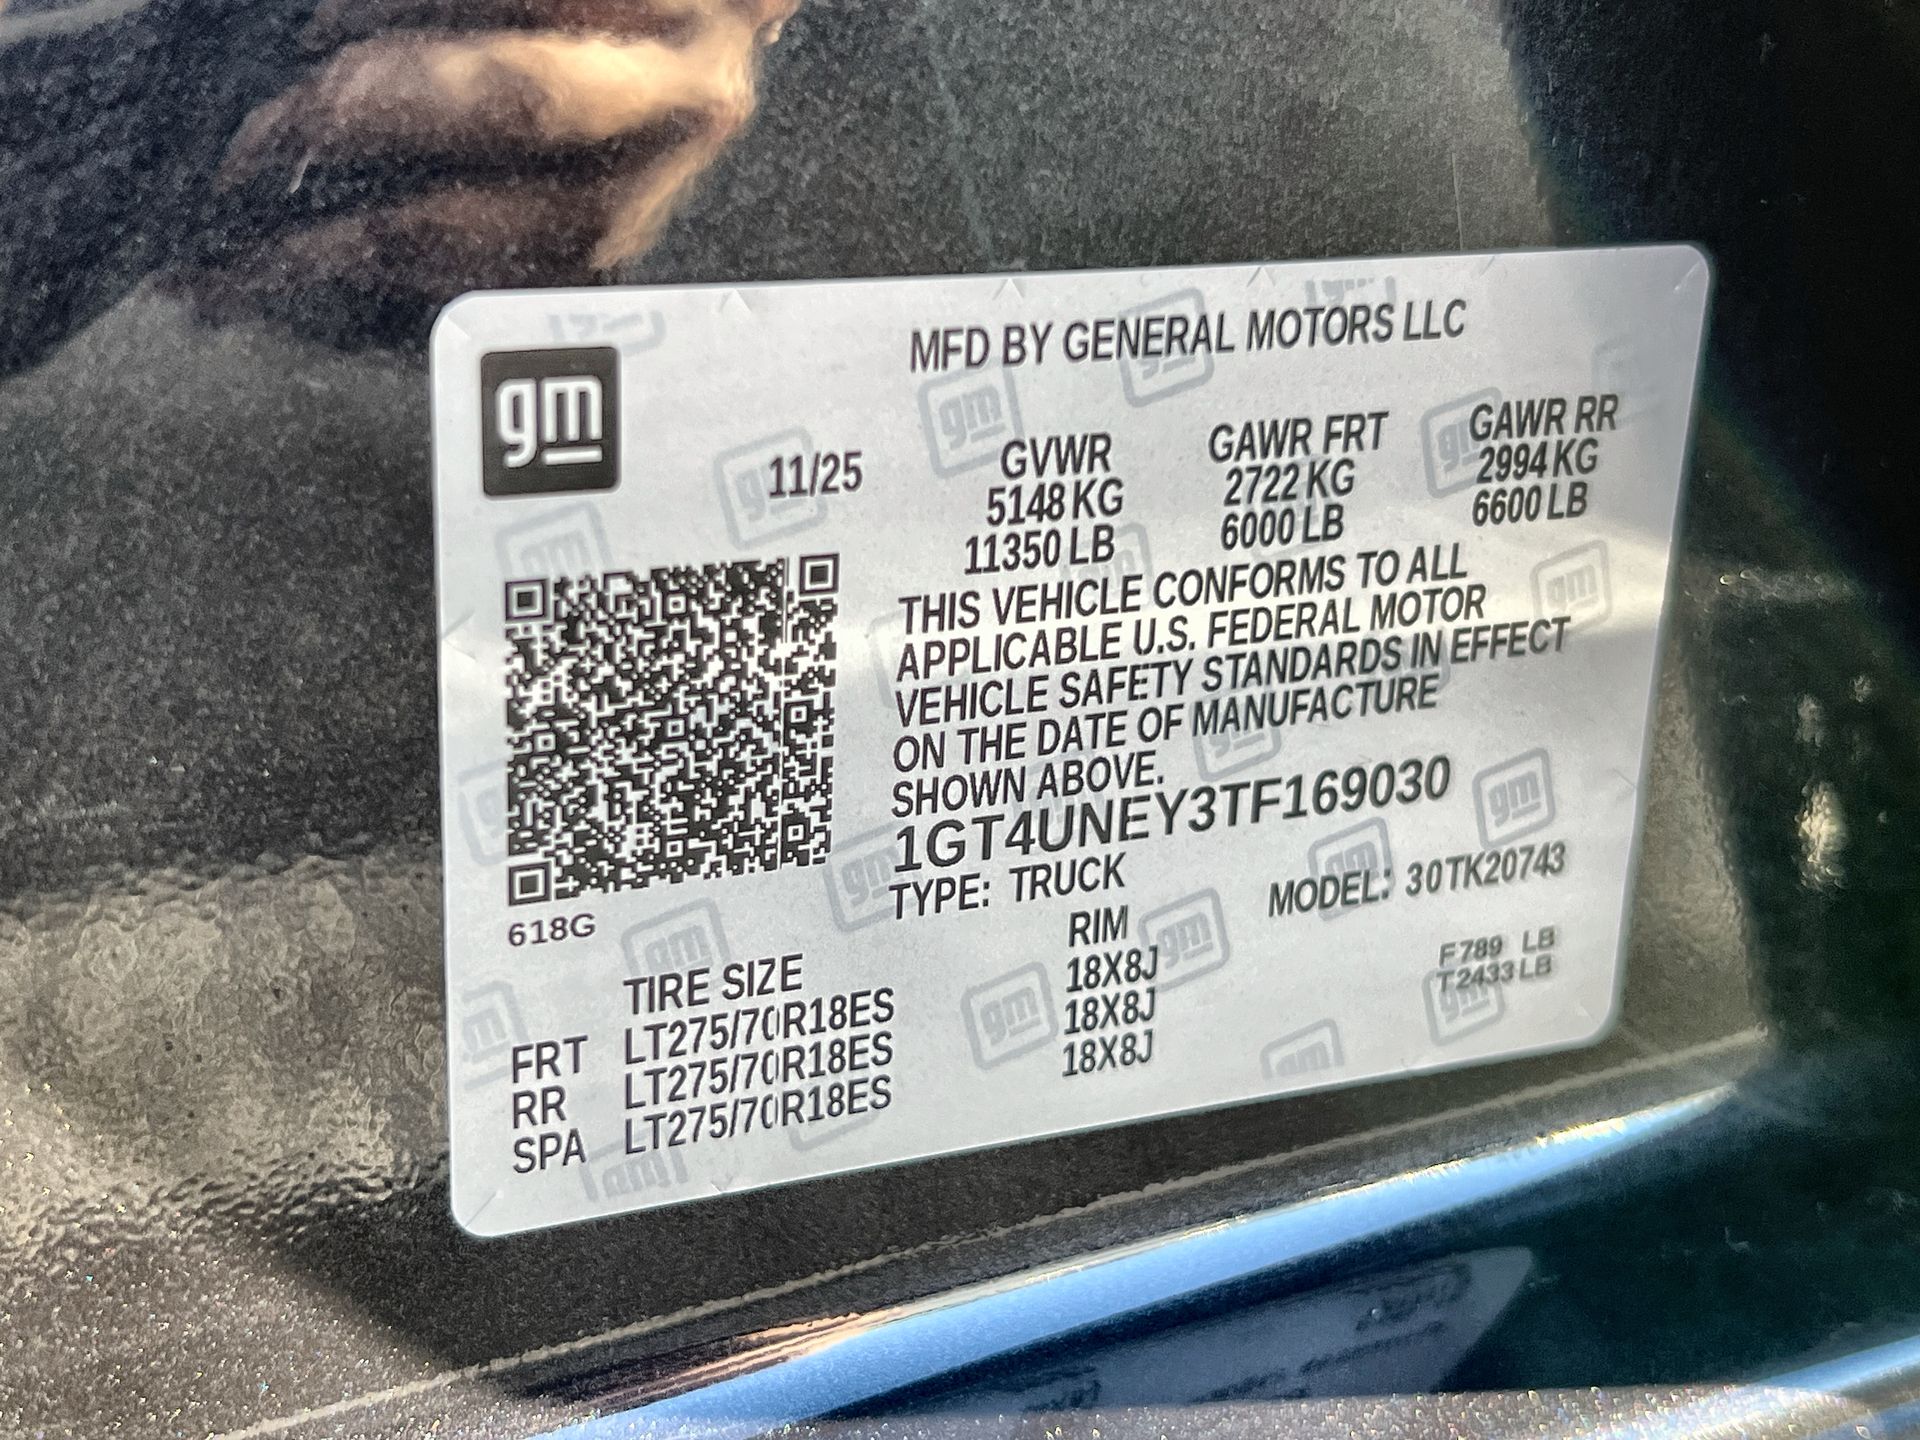 MFD BY GENERAL MOTORS LLC
gm
11/25
GVWR GAWR FRT GAWR RR
5148 KG 2722 KG 2994 KG
11350 LB 6000 LB 6600 LB
THIS VEHICLE CONFORMS TO ALL
APPLICABLE U.S. FEDERAL MOTOR
VEHICLE SAFETY STANDARDS IN EFFECT
ON THE DATE OF MANUFACTURE
SHOWN ABOVE.
1GT4UNEY3TF169030
TYPE: TRUCK MODEL: 30TK20743
618G
TIRE SIZE RIM
FRT LT275/70R18ES 18X8J
RR LT275/70R18ES 18X8J
SPA LT275/70R18ES 18X8J
F789 LB
T2433LB